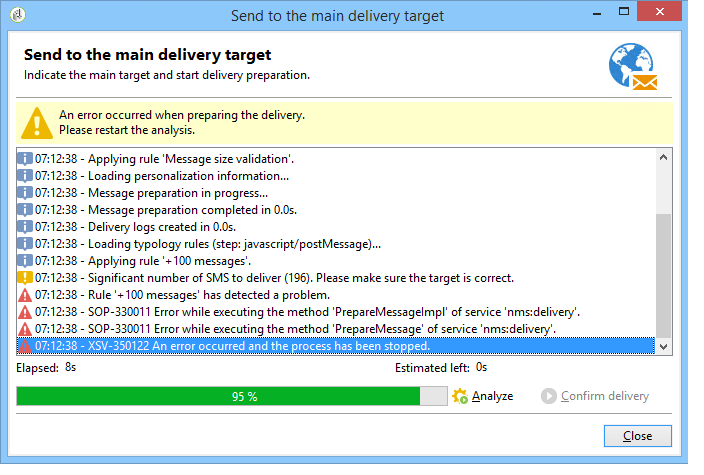 Send to the main delivery target
Send to the main delivery target
Indicate the main target and start delivery preparation.
An error occurred when preparing the delivery.
Please restart the analysis.
07:12:38 - Applying rule 'Message size validation'.
07:12:38 - Loading personalization information...
07:12:38 - Message preparation in progress...
07:12:38 - Message preparation completed in 0.0s.
07:12:38 - Delivery logs created in 0.0s.
07:12:38 - Loading typology rules (step: javascript/postMessage)...
07:12:38 - Applying rule '+100 messages'.
07:12:38 - Significant number of SMS to deliver (196). Please make sure the target is correct.
07:12:38 - Rule '+100 messages' has detected a problem.
07:12:38 - SOP-330011 Error while executing the method 'PrepareMessageImpl' of service 'nms:delivery'.
07:12:38 - SOP-330011 Error while executing the method 'PrepareMessage' of service 'nms:delivery'.
07:12:38 - XSV-350122 An error occurred and the process has been stopped.
Elapsed: 8s Estimated left: 0s
95 % Analyze Confirm delivery
Close